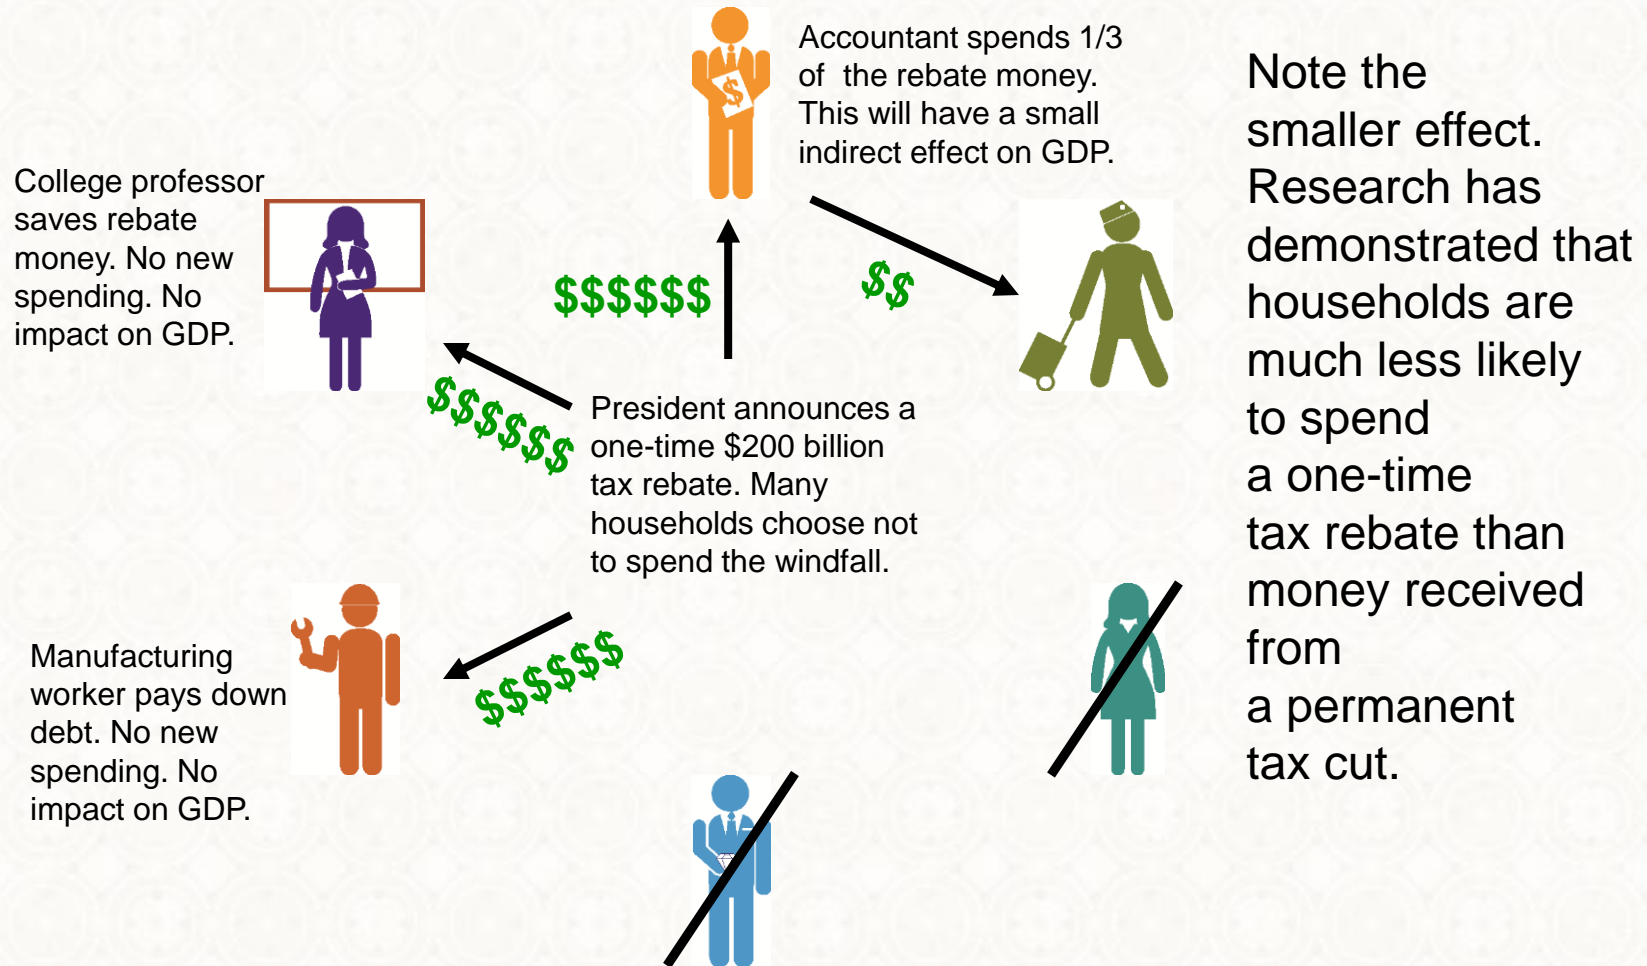 Accountant spends 1/3
of the rebate money.
This will have a small
indirect effect on GDP.
College professor
saves rebate
money. No new
spending. No
impact on GDP.
$
$$$$$$
$$
$$$$$$
President announces a
one-time $200 billion
tax rebate. Many
households choose not
to spend the windfall.
$$$$$$
Manufacturing
worker pays down
debt. No new
spending. No
impact on GDP.
Note the
smaller effect.
Research has
demonstrated that
households are
much less likely
to spend
a one-time
tax rebate than
money received
from
a permanent
tax cut.